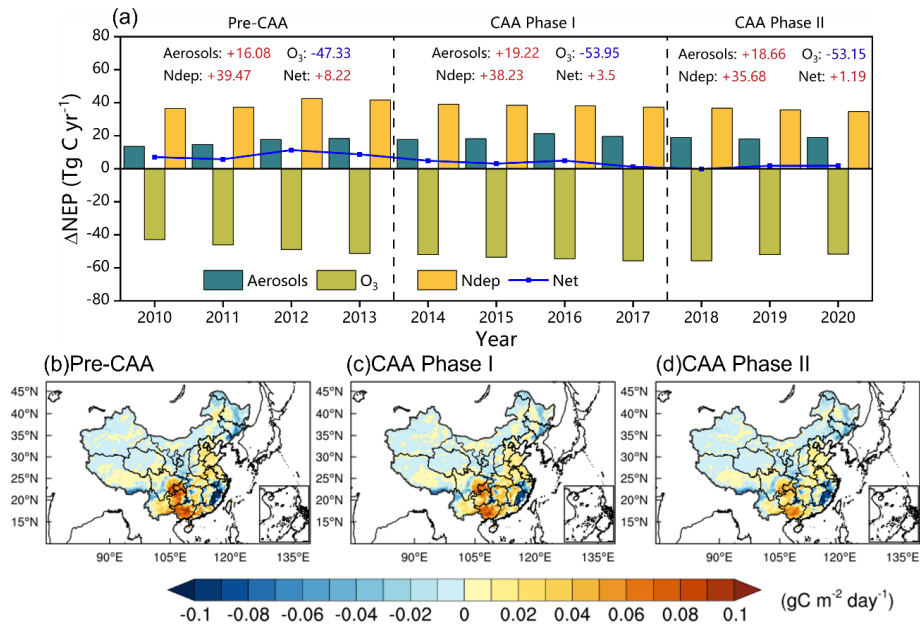 (a)
Pre-CAA CAA Phase I CAA Phase II
Aerosols: +16.08 O₃: -47.33
Ndep: +39.47 Net: +8.22
Aerosols: +19.22 O₃: -53.95
Ndep: +38.23 Net: +3.5
Aerosols: +18.66 O₃: -53.15
Ndep: +35.68 Net: +1.19
ΔNEP (Tg C yr⁻¹)
80
60
40
20
0
-20
-40
-60
-80
Aerosols O₃ Ndep Net
2010 2011 2012 2013 2014 2015 2016 2017 2018 2019 2020
Year
(b)Pre-CAA
(c)CAA Phase I
(d)CAA Phase II
45°N
40°N
35°N
30°N
25°N
20°N
15°N
90°E 105°E 120°E 135°E
45°N
40°N
35°N
30°N
25°N
20°N
15°N
90°E 105°E 120°E 135°E
45°N
40°N
35°N
30°N
25°N
20°N
15°N
90°E 105°E 120°E 135°E
-0.1 -0.08 -0.06 -0.04 -0.02 0 0.02 0.04 0.06 0.08 0.1
(gC m⁻² day⁻¹)